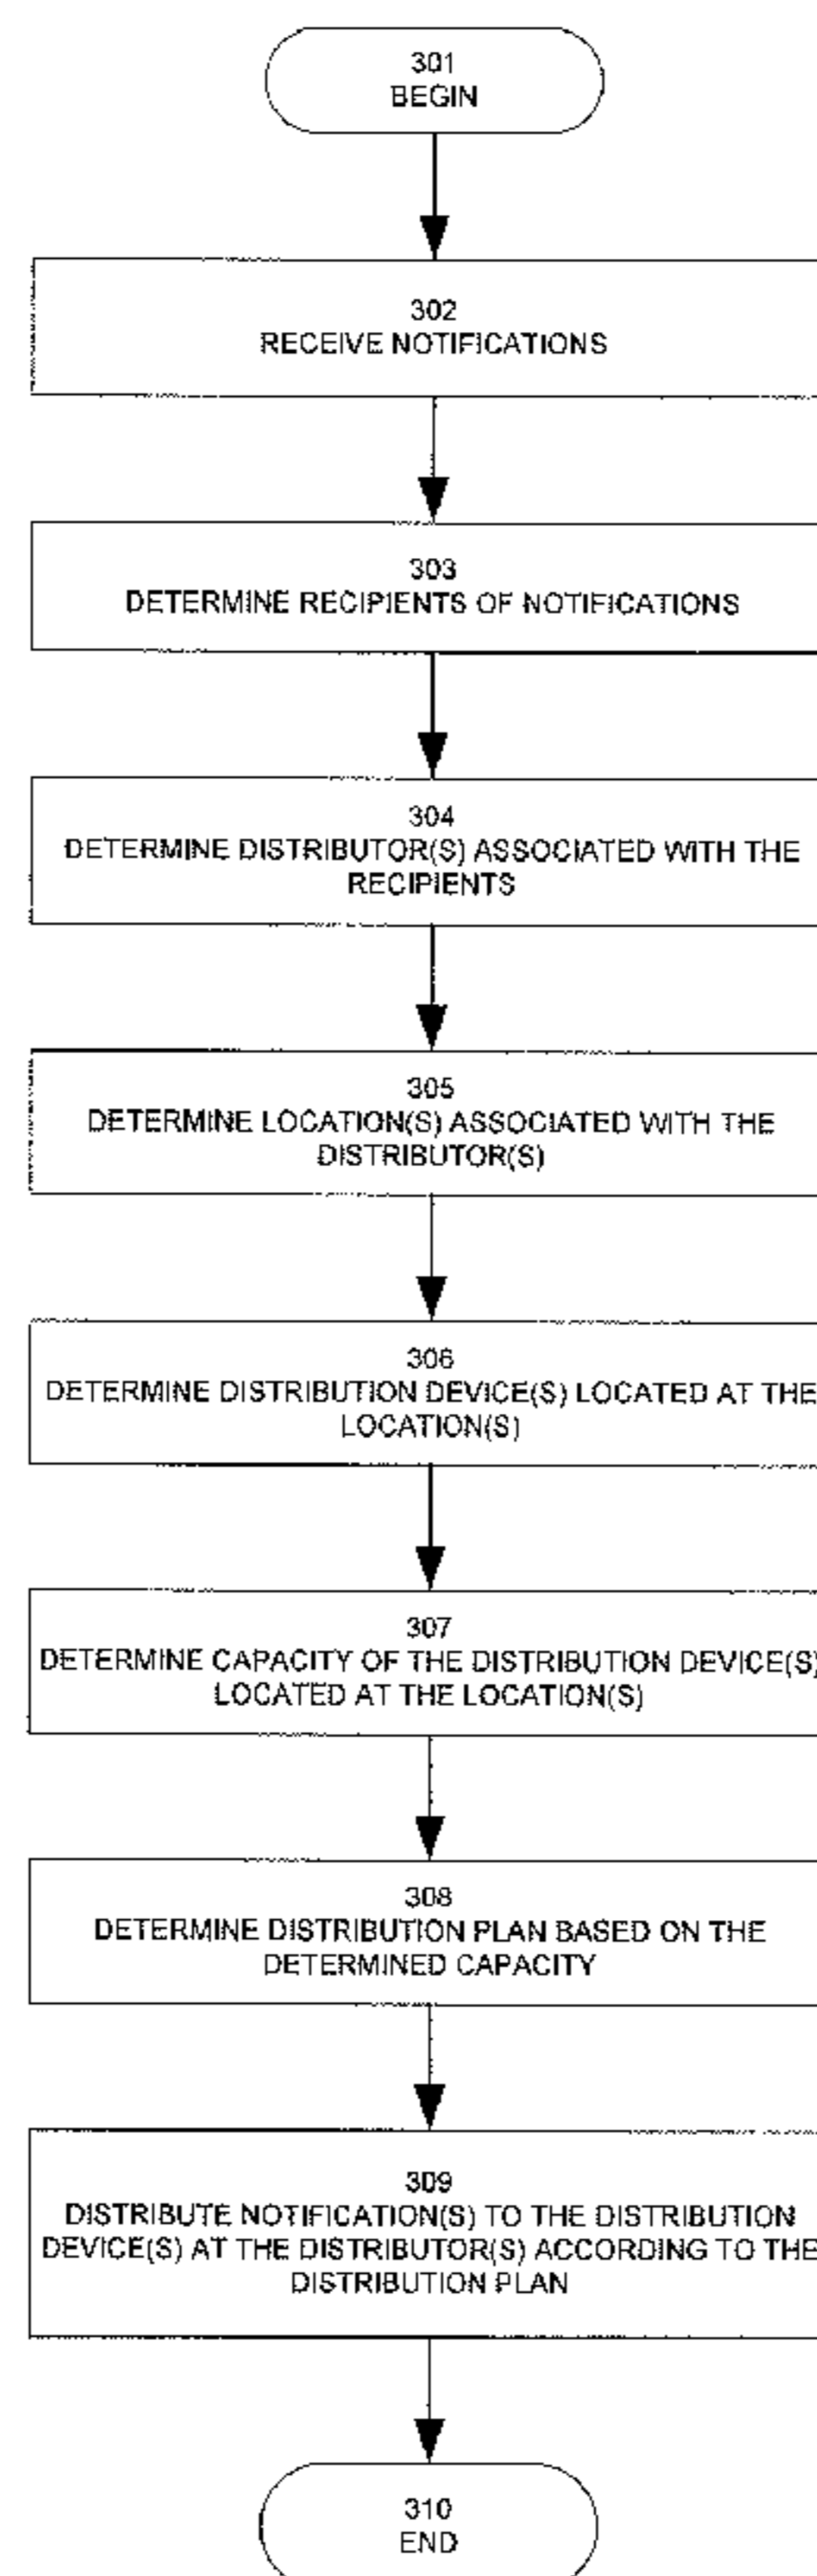 301
BEGIN
302
RECEIVE NOTIFICATIONS
303
DETERMINE RECIPIENTS OF NOTIFICATIONS
304
DETERMINE DISTRIBUTOR(S) ASSOCIATED WITH THE
RECIPIENTS
305
DETERMINE LOCATION(S) ASSOCIATED WITH THE
DISTRIBUTOR(S)
306
DETERMINE DISTRIBUTION DEVICE(S) LOCATED AT THE
LOCATION(S)
307
DETERMINE CAPACITY OF THE DISTRIBUTION DEVICE(S)
LOCATED AT THE LOCATION(S)
308
DETERMINE DISTRIBUTION PLAN BASED ON THE
DETERMINED CAPACITY
309
DISTRIBUTE NOTIFICATION(S) TO THE DISTRIBUTION
DEVICE(S) AT THE DISTRIBUTOR(S) ACCORDING TO THE
DISTRIBUTION PLAN
310
END